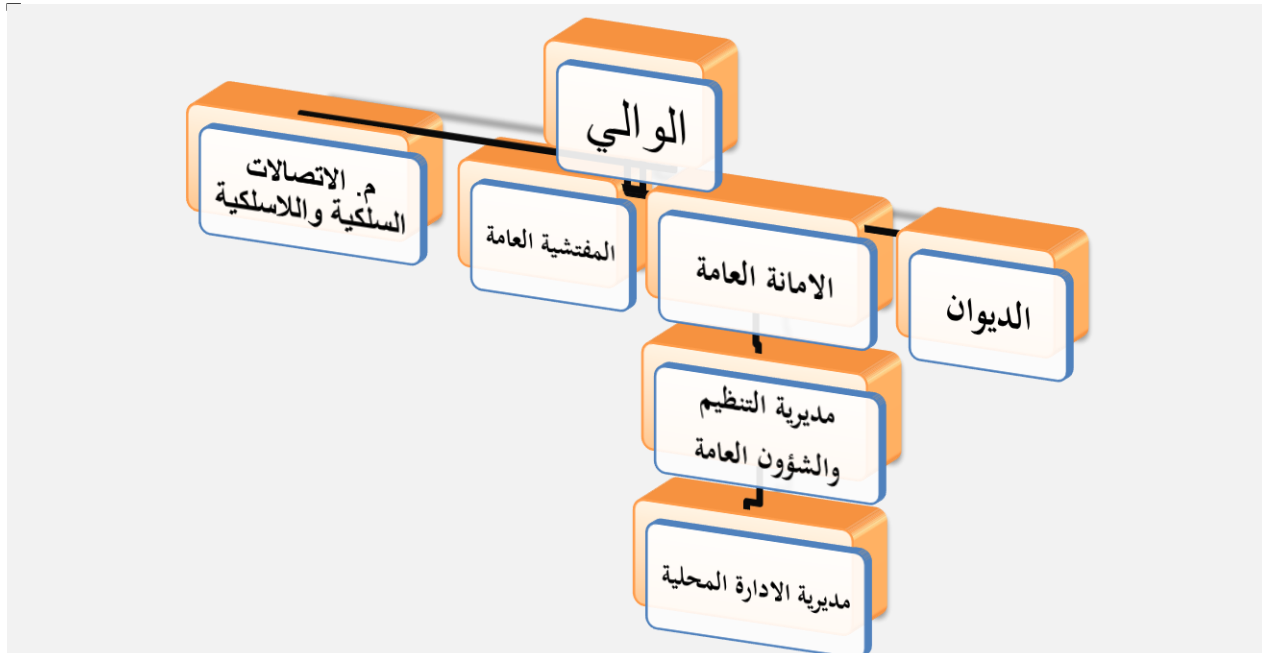 الوالي
الديوان
الامانة العامة
المفتشية العامة
م. الاتصالات
السلكية واللاسلكية
مديرية التنظيم
والشؤون العامة
مديرية الادارة المحلية